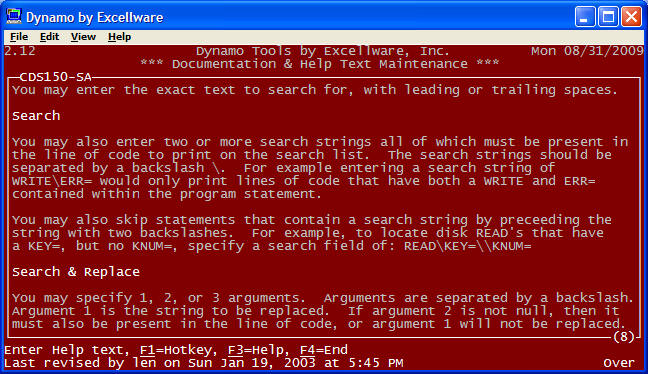 Dynamo by Excellware
File Edit View Help
2.12 Dynamo Tools by Excellware, Inc. Mon 08/31/2009
*** Documentation & Help Text Maintenance ***
CDS150-SA
You may enter the exact text to search for, with leading or trailing spaces.
Search
You may also enter two or more search strings all of which must be present in
the line of code to print on the search list. The search strings should be
separated by a backslash \. For example entering a search string of
WRITE\ERR= would only print lines of code that have both a WRITE and ERR=
contained within the program statement.
You may also skip statements that contain a search string by preceeding the
string with two backslashes. For example, to locate disk READ's that have
a KEY=, but no KNUM=, specify a search field of: READ\KEY=\\KNUM=
Search & Replace
You may specify 1, 2, or 3 arguments. Arguments are separated by a backslash.
Argument 1 is the string to be replaced. If argument 2 is not null, then it
must also be present in the line of code, or argument 1 will not be replaced.
(8)
Enter Help text, F1=Hotkey, F3=Help, F4=End
Last revised by len on Sun Jan 19, 2003 at 5:45 PM Over